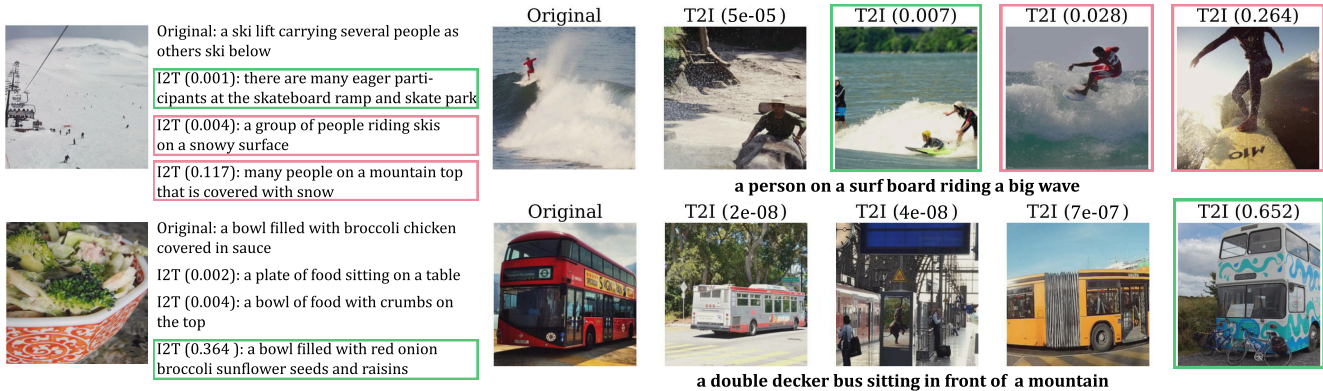 Original: a ski lift carrying several people as
others ski below
I2T (0.001): there are many eager parti-
cipants at the skateboard ramp and skate park
I2T (0.004): a group of people riding skis
on a snowy surface
I2T (0.117): many people on a mountain top
that is covered with snow
Original
T2I (5e-05)
T2I (0.007)
T2I (0.028)
T2I (0.264)
a person on a surf board riding a big wave
Original: a bowl filled with broccoli chicken
covered in sauce
I2T (0.002): a plate of food sitting on a table
I2T (0.004): a bowl of food with crumbs on
the top
I2T (0.364 ): a bowl filled with red onion
broccoli sunflower seeds and raisins
Original
T2I (2e-08)
T2I (4e-08)
T2I (7e-07)
T2I (0.652)
a double decker bus sitting in front of a mountain